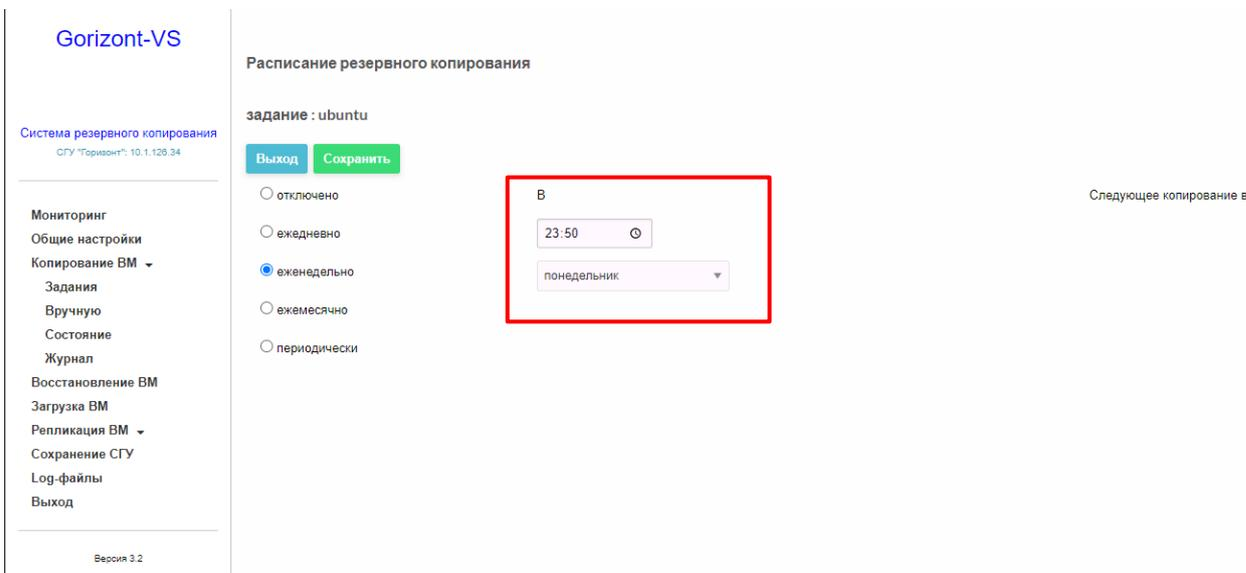 Gorizont-VS
Система резервного копирования
СГУ "Горизонт": 10.1.126.34
Мониторинг
Общие настройки
Копирование ВМ
Задания
Вручную
Состояние
Журнал
Восстановление ВМ
Загрузка ВМ
Репликация ВМ
Сохранение СГУ
Log-файлы
Выход
Версия 3.2
Расписание резервного копирования
задание : ubuntu
Выход Сохранить
отключено
ежедневно
еженедельно
ежемесячно
периодически
В
23:50
понедельник
Следующее копирование в